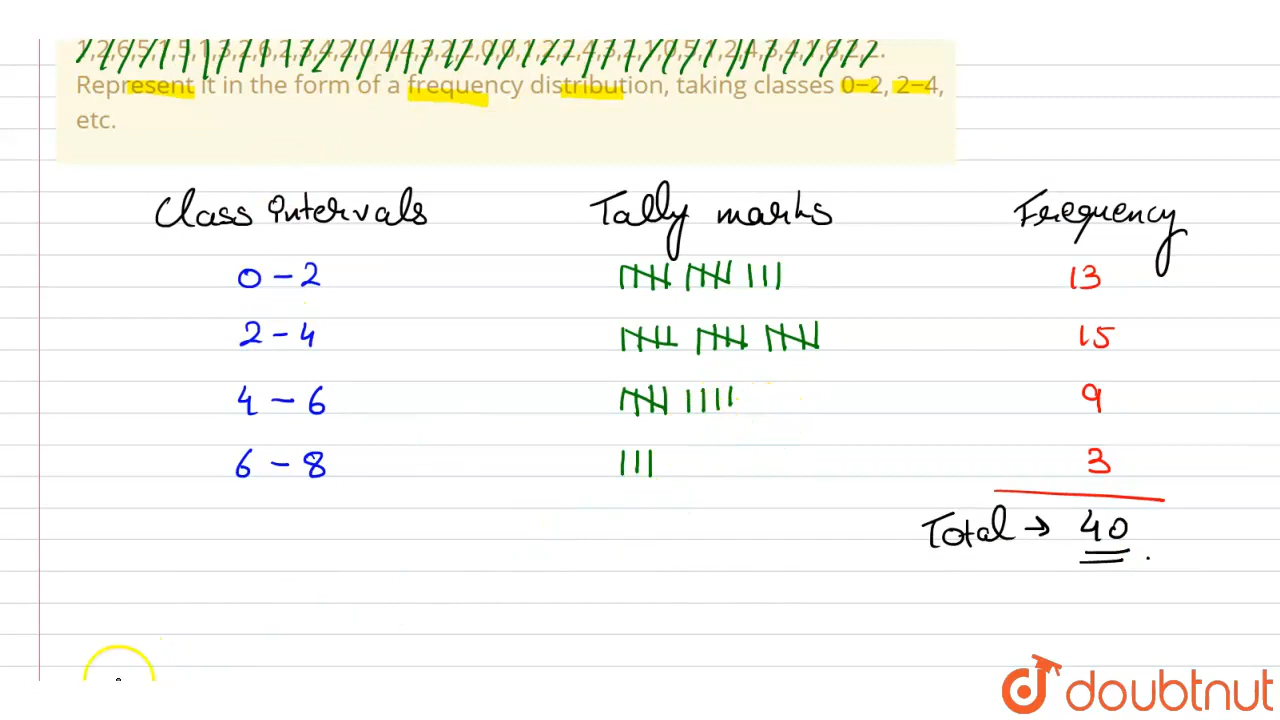 Represent it in the form of a frequency distribution, taking classes 0−2, 2−4,
etc.
Class Intervals Tally marks Frequency
0 - 2 13
2 - 4 15
4 - 6 9
6 - 8 3
Total → 40
doubtnut